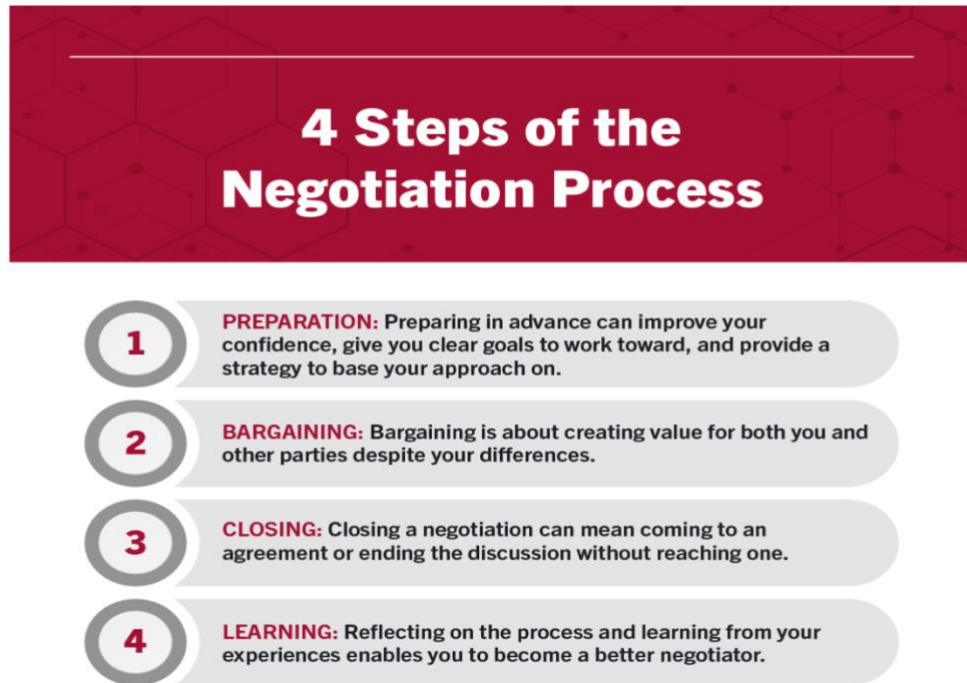 4 Steps of the
Negotiation Process
1
PREPARATION: Preparing in advance can improve your
confidence, give you clear goals to work toward, and provide a
strategy to base your approach on.
2
BARGAINING: Bargaining is about creating value for both you and
other parties despite your differences.
3
CLOSING: Closing a negotiation can mean coming to an
agreement or ending the discussion without reaching one.
4
LEARNING: Reflecting on the process and learning from your
experiences enables you to become a better negotiator.